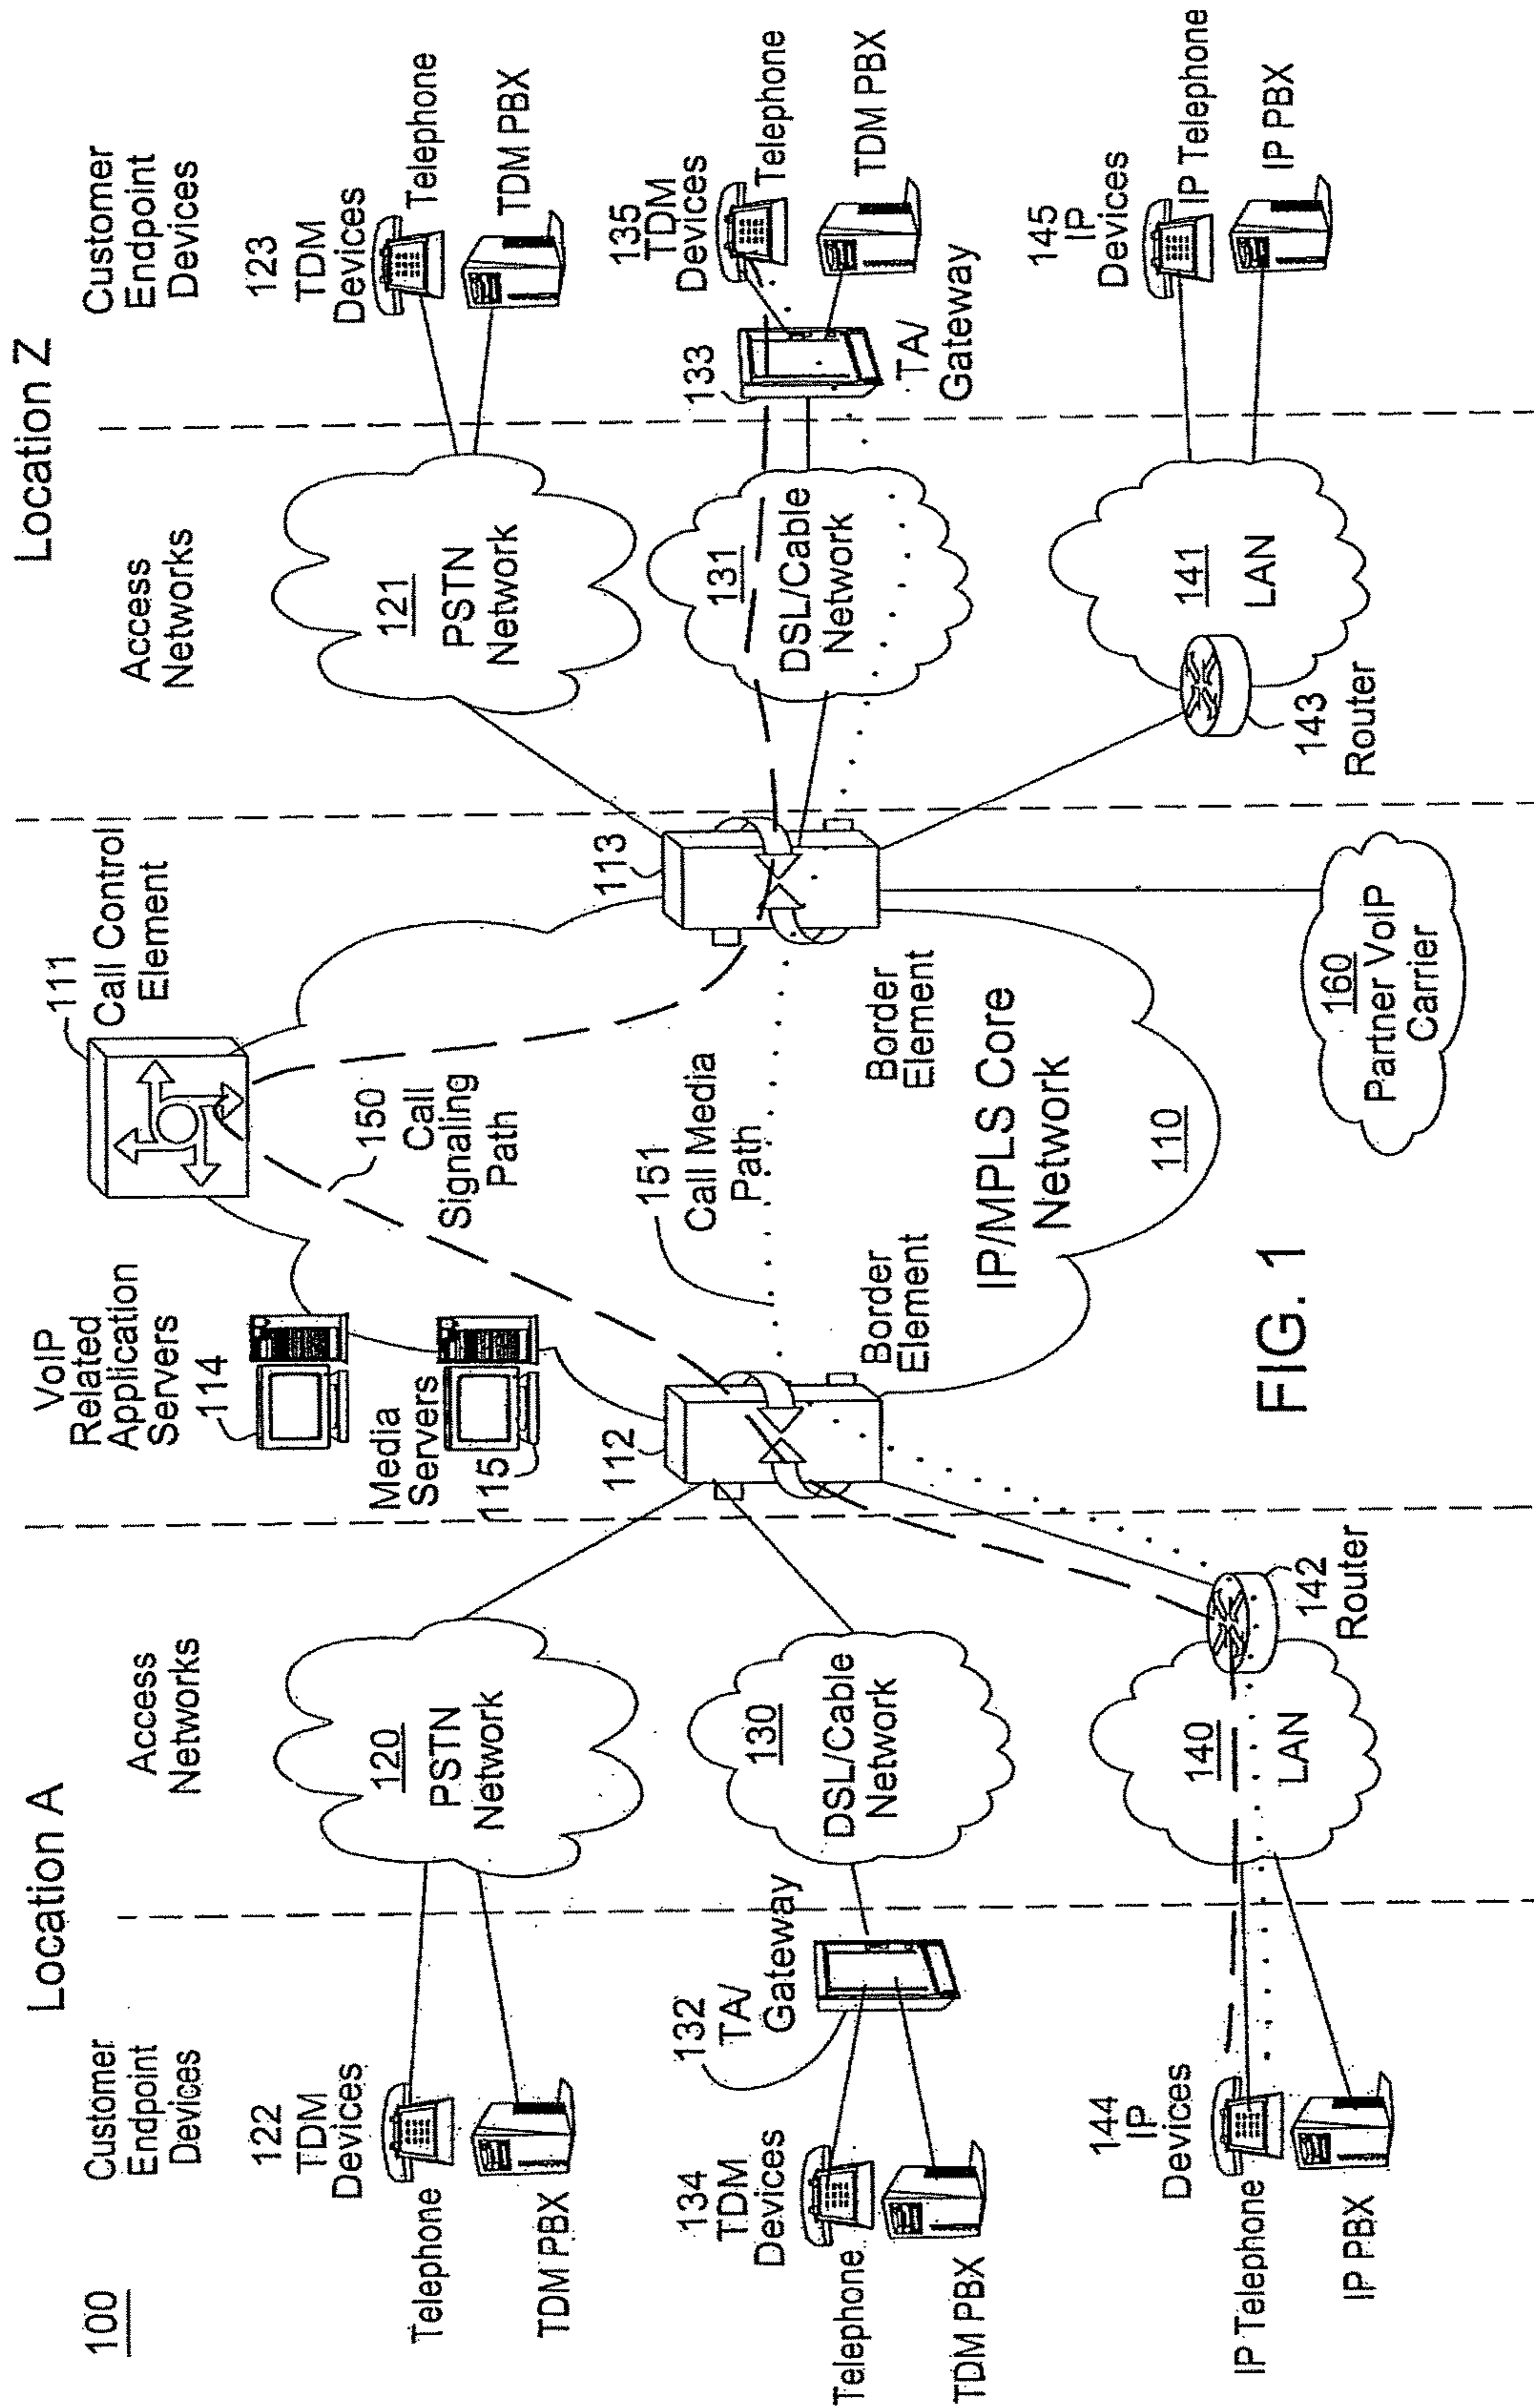 Location A
Location Z
100
Customer
Endpoint
Devices
Access
Networks
VoIP
Related
Application
Servers
114
111
Call Control
Element
Access
Networks
Customer
Endpoint
Devices
122
TDM
Devices
Telephone
TDM PBX
120
PSTN
Network
Media
Servers
115
150
Call
Signaling
Path
121
PSTN
Network
123
TDM
Devices
Telephone
TDM PBX
134
TDM
Devices
Telephone
TDM PBX
132
TA/
Gateway
130
DSL/Cable
Network
112
Border
Element
151
Call Media
Path
113
Border
Element
131
DSL/Cable
Network
133
TA/
Gateway
135
TDM
Devices
Telephone
TDM PBX
IP/MPLS Core
Network
110
144
IP
Devices
IP Telephone
IP PBX
140
LAN
142
Router
160
Partner VoIP
Carrier
143
Router
141
LAN
145
IP
Devices
IP Telephone
IP PBX
FIG. 1